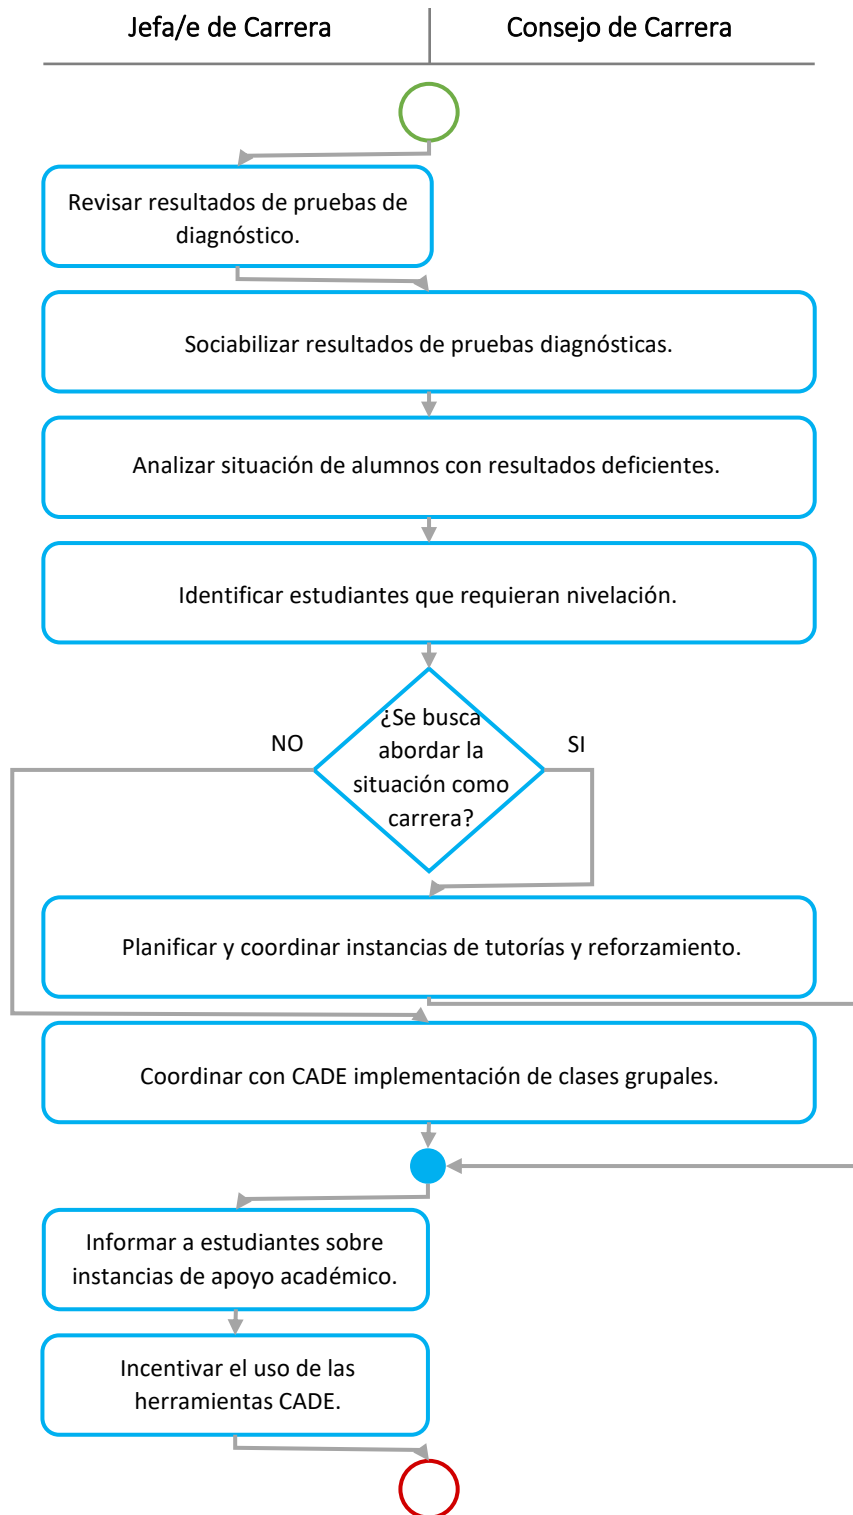 Jefa/e de Carrera
Consejo de Carrera
Revisar resultados de pruebas de
diagnóstico.
Sociabilizar resultados de pruebas diagnósticas.
Analizar situación de alumnos con resultados deficientes.
Identificar estudiantes que requieran nivelación.
¿Se busca
abordar la
situación como
carrera?
NO
SI
Planificar y coordinar instancias de tutorías y reforzamiento.
Coordinar con CADE implementación de clases grupales.
Informar a estudiantes sobre
instancias de apoyo académico.
Incentivar el uso de las
herramientas CADE.